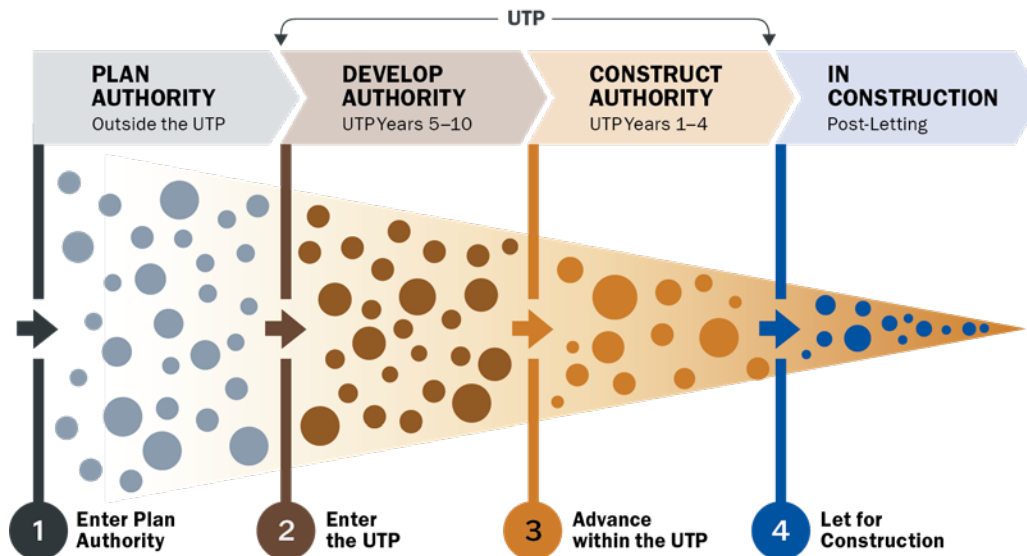 UTP
PLAN
AUTHORITY
Outside the UTP
DEVELOP
AUTHORITY
UTP Years 5–10
CONSTRUCT
AUTHORITY
UTP Years 1–4
IN
CONSTRUCTION
Post-Letting
1
Enter Plan
Authority
2
Enter
the UTP
3
Advance
within the UTP
4
Let for
Construction